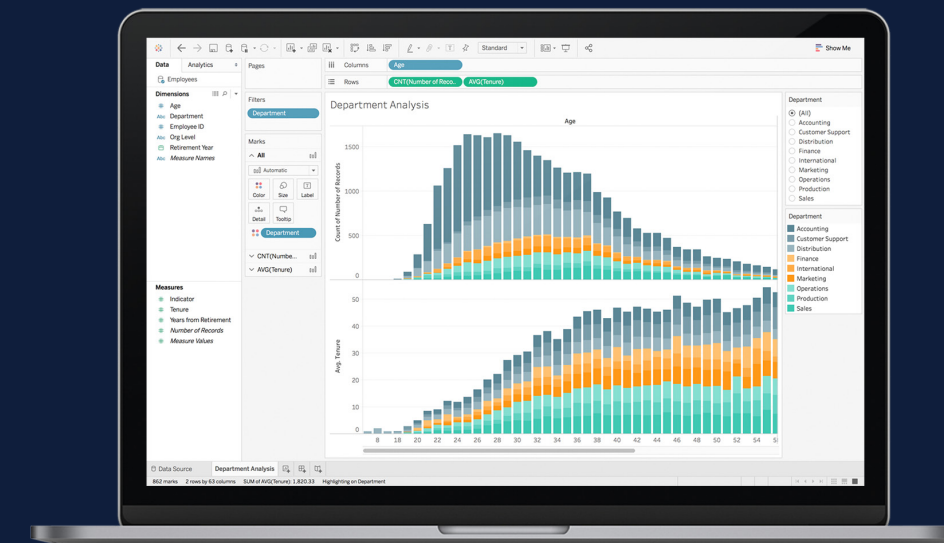 Standard
Show Me
Data Analytics
Pages
Columns Age
Employees
Rows CNT(Number of Reco.. AVG(Tenure)
Dimensions
Age
Abc Department
Employee ID
Abc Org Level
Retirement Year
Abc Measure Names
Filters
Department
Marks
All
Automatic
Color Size Label
Detail Tooltip
Department
CNT(Numbe...
AVG(Tenure)
Measures
Indicator
Tenure
Years from Retirement
Number of Records
Measure Values
Department Analysis
Age
Count of Number of Records
1500
1000
500
0
Avg. Tenure
50
40
30
20
10
0
8 18 20 22 24 26 28 30 32 34 36 38 40 42 44 46 48 50 52 54
Department
(All)
Accounting
Customer Support
Distribution
Finance
International
Marketing
Operations
Production
Sales
Department
Accounting
Customer Support
Distribution
Finance
International
Marketing
Operations
Production
Sales
Data Source Department Analysis
862 marks 2 rows by 63 columns SUM of AVG(Tenure): 1,820.33 Highlighting on Department